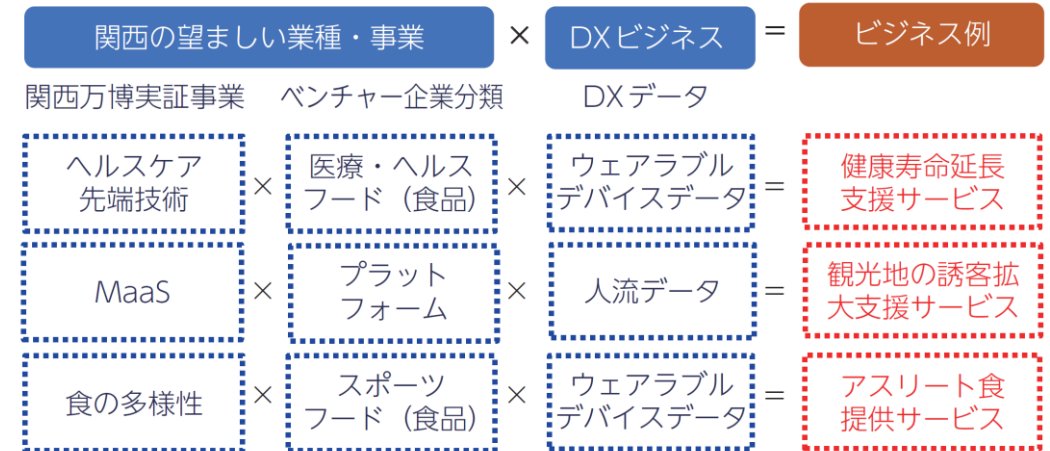 関西の望ましい業種・事業 × DXビジネス = ビジネス例
関西万博実証事業 ベンチャー企業分類 DXデータ
ヘルスケア
先端技術
×
医療・ヘルス
フード（食品）
×
ウェアラブル
デバイスデータ
=
健康寿命延長
支援サービス
MaaS
×
プラット
フォーム
×
人流データ
=
観光地の誘客拡
大支援サービス
食の多様性
×
スポーツ
フード（食品）
×
ウェアラブル
デバイスデータ
=
アスリート食
提供サービス